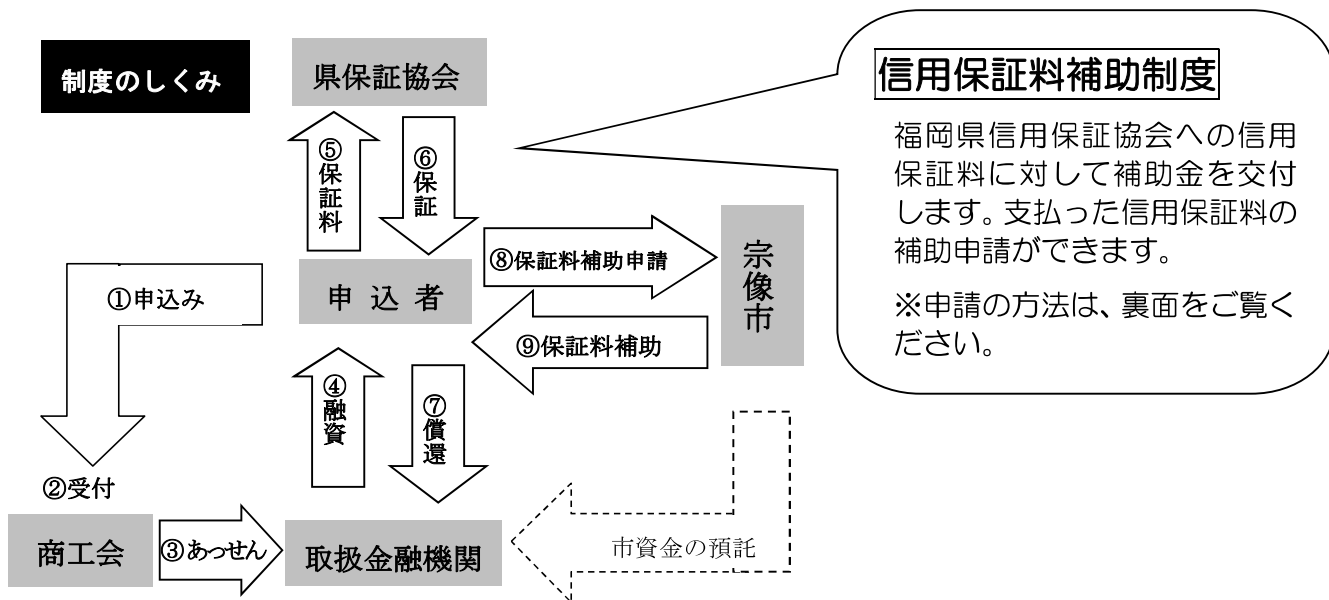 制度のしくみ
県保証協会
信用保証料補助制度
福岡県信用保証協会への信用
保証料に対して補助金を交付
します。支払った信用保証料の
補助申請ができます。
※申請の方法は、裏面をご覧く
ださい。
⑤保証料
⑥保証
⑧保証料補助申請
宗像市
①申込み
申込者
⑨保証料補助
④融資
⑦償還
②受付
商工会
③あっせん
取扱金融機関
市資金の預託